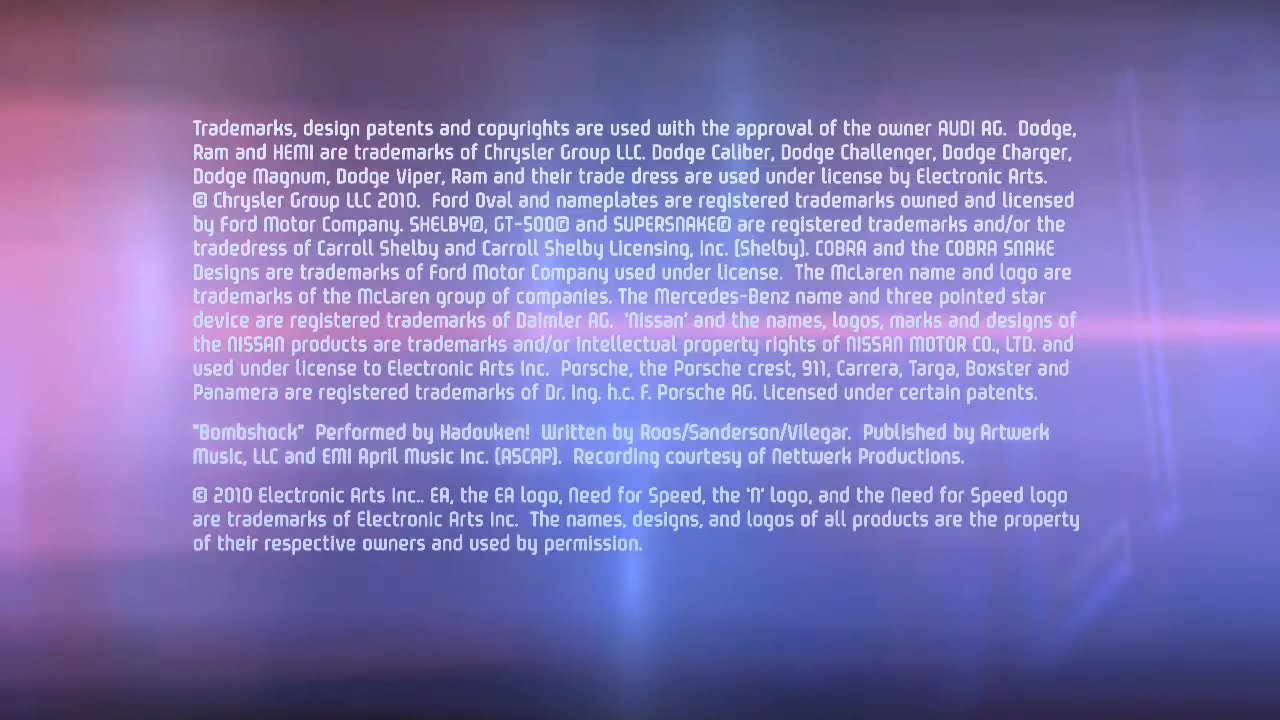 Trademarks, design patents and copyrights are used with the approval of the owner AUDI AG.  Dodge,
Ram and HEMI are trademarks of Chrysler Group LLC. Dodge Caliber, Dodge Challenger, Dodge Charger,
Dodge Magnum, Dodge Viper, Ram and their trade dress are used under license by Electronic Arts.
© Chrysler Group LLC 2010.  Ford Oval and nameplates are registered trademarks owned and licensed
by Ford Motor Company. SHELBY®, GT-500® and SUPERSNAKE® are registered trademarks and/or the
tradedress of Carroll Shelby and Carroll Shelby Licensing, Inc. (Shelby). COBRA and the COBRA SNAKE
Designs are trademarks of Ford Motor Company used under license.  The McLaren name and logo are
trademarks of the McLaren group of companies. The Mercedes-Benz name and three pointed star
device are registered trademarks of Daimler AG.  'Nissan' and the names, logos, marks and designs of
the NISSAN products are trademarks and/or intellectual property rights of NISSAN MOTOR CO., LTD. and
used under license to Electronic Arts Inc.  Porsche, the Porsche crest, 911, Carrera, Targa, Boxster and
Panamera are registered trademarks of Dr. Ing. h.c. F. Porsche AG. Licensed under certain patents.
"Bombshock"  Performed by Hadouken!  Written by Roos/Sanderson/Vilegar.  Published by Artwerk
Music, LLC and EMI April Music Inc. (ASCAP).  Recording courtesy of Nettwerk Productions.
© 2010 Electronic Arts Inc.. EA, the EA logo, Need for Speed, the 'N' logo, and the Need for Speed logo
are trademarks of Electronic Arts Inc.  The names, designs, and logos of all products are the property
of their respective owners and used by permission.